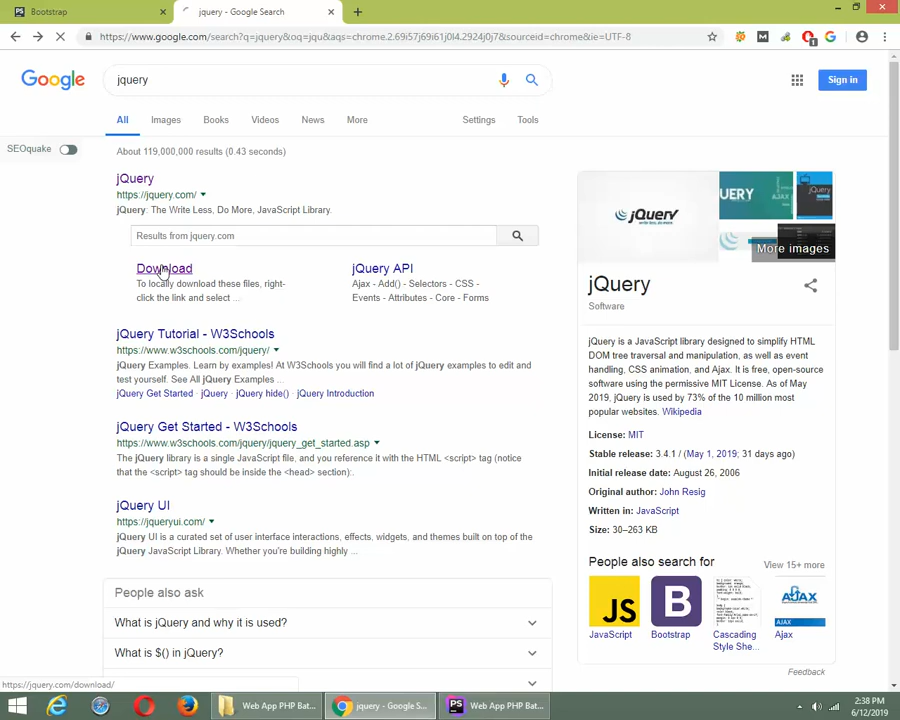 Bootstrap
jquery - Google Search
https://www.google.com/search?q=jquery&oq=jqu&aqs=chrome.2.69i57j69i61j0l4.2924j0j7&sourceid=chrome&ie=UTF-8
Google
jquery
Sign in
All Images Books Videos News More Settings Tools
SEOquake
About 119,000,000 results (0.43 seconds)
jQuery
https://jquery.com/
jQuery: The Write Less, Do More, JavaScript Library.
Results from jquery.com
Download
To locally download these files, right-
click the link and select ...
jQuery API
Ajax - Add() - Selectors - CSS -
Events - Attributes - Core - Forms
jQuery Tutorial - W3Schools
https://www.w3schools.com/jquery/
jQuery Examples. Learn by examples! At W3Schools you will find a lot of jQuery examples to edit and
test yourself. See All jQuery Examples ...
jQuery Get Started · jQuery · jQuery hide() · jQuery Introduction
jQuery Get Started - W3Schools
https://www.w3schools.com/jquery/jquery_get_started.asp
The jQuery library is a single JavaScript file, and you reference it with the HTML <script> tag (notice
that the <script> tag should be inside the <head> section):.
jQuery UI
https://jqueryui.com/
jQuery UI is a curated set of user interface interactions, effects, widgets, and themes built on top of the
jQuery JavaScript Library. Whether you're building highly ...
People also ask
What is jQuery and why it is used?
What is $() in jQuery?
jQuery
UERY
jQuery
More images
jQuery
Software
jQuery is a JavaScript library designed to simplify HTML
DOM tree traversal and manipulation, as well as event
handling, CSS animation, and Ajax. It is free, open-source
software using the permissive MIT License. As of May
2019, jQuery is used by 73% of the 10 million most
popular websites. Wikipedia
License: MIT
Stable release: 3.4.1 / (May 1, 2019; 31 days ago)
Initial release date: August 26, 2006
Original author: John Resig
Written in: JavaScript
Size: 30–263 KB
People also search for
View 15+ more
JS
B
AJAX
AJAX
JavaScript
Bootstrap
Cascading
Style She...
Ajax
Feedback
https://jquery.com/download/
Web App PHP Bat...
jquery - Google S...
Web App PHP Bat...
2:38 PM
6/12/2019